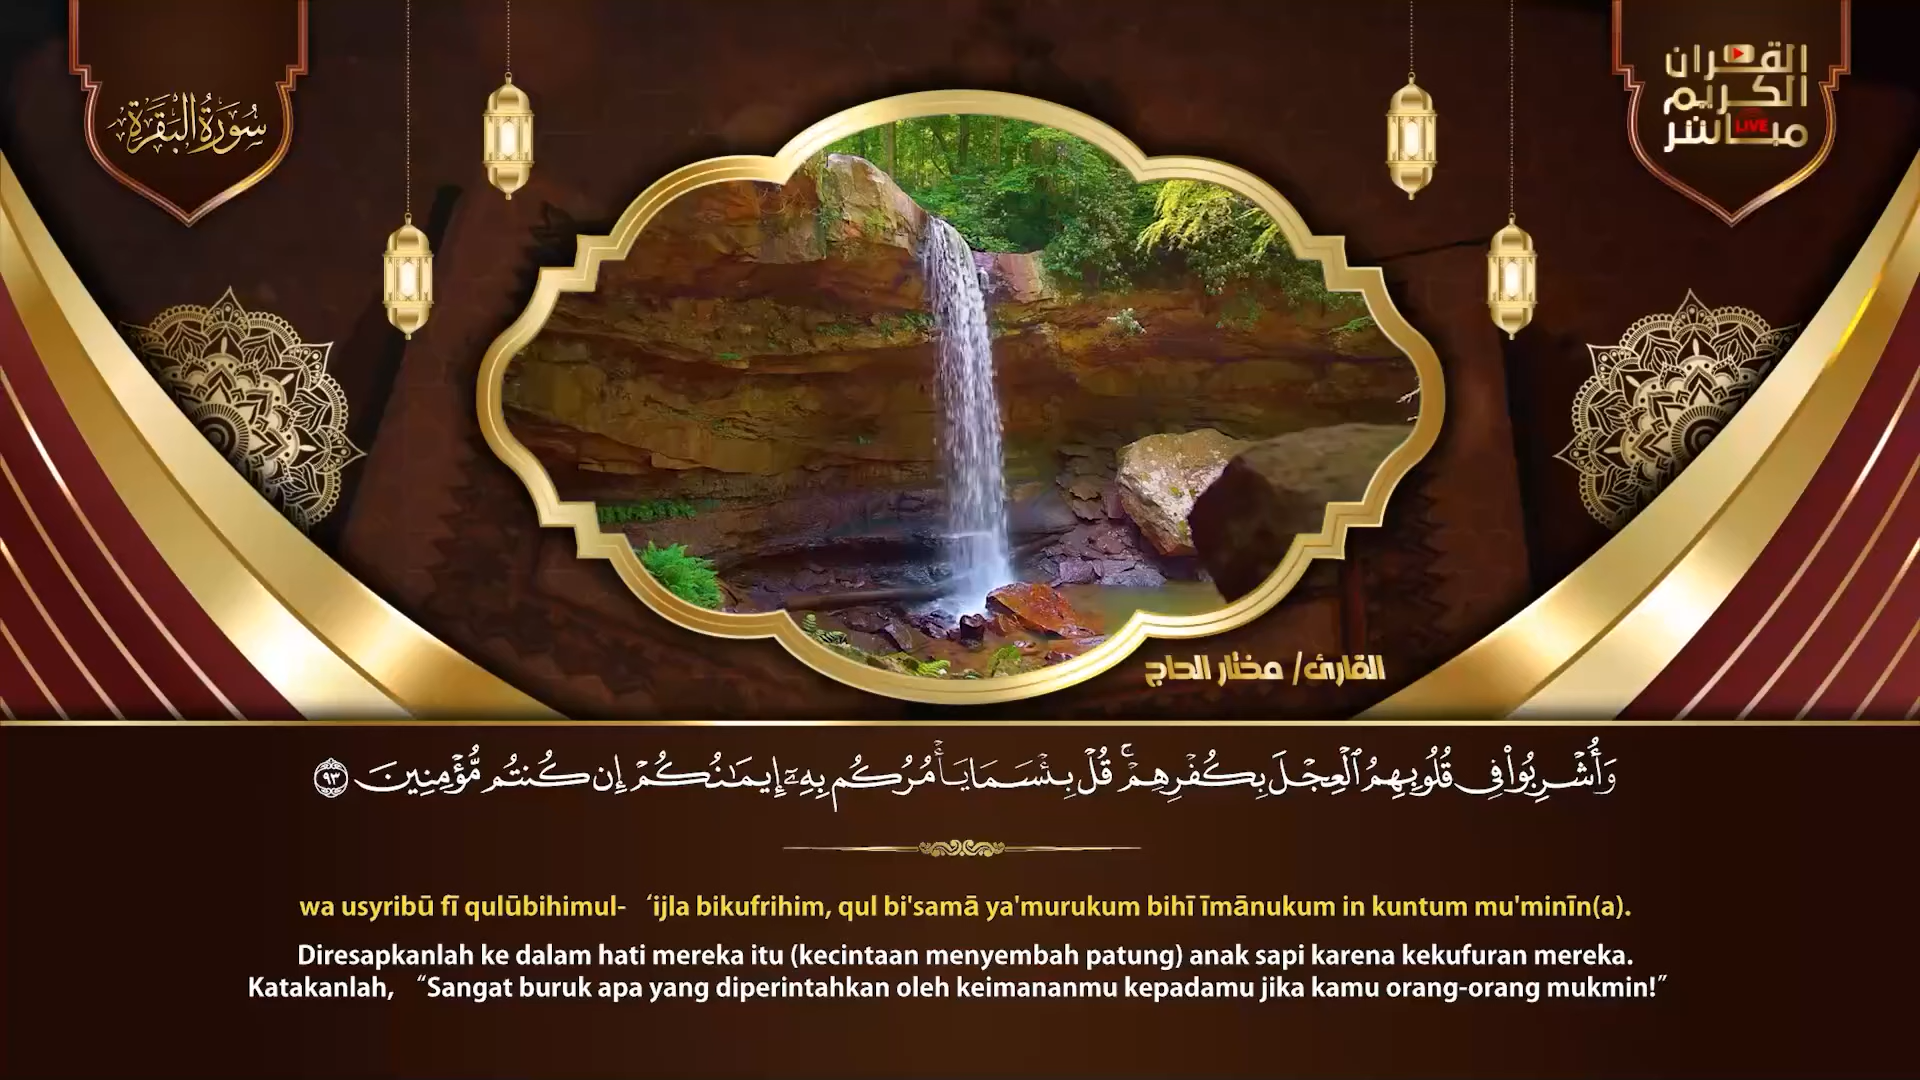 سُورَةُ البَقَرَة
القرآن
الكريم
مباشر
LIVE
القارئ/ مختار الحاج
وَأُشْرِبُوا۟ فِى قُلُوبِهِمُ ٱلْعِجْلَ بِكُفْرِهِمْ ۚ قُلْ بِئْسَمَا يَأْمُرُكُم بِهِۦٓ إِيمَـٰنُكُمْ إِن كُنتُم مُّؤْمِنِينَ ٩٣
wa usyribū fī qulūbihimul- ‘ijla bikufrihim, qul bi'samā ya'murukum bihī īmānukum in kuntum mu'minīn(a).
Diresapkanlah ke dalam hati mereka itu (kecintaan menyembah patung) anak sapi karena kekufuran mereka.
Katakanlah, “Sangat buruk apa yang diperintahkan oleh keimananmu kepadamu jika kamu orang-orang mukmin!”